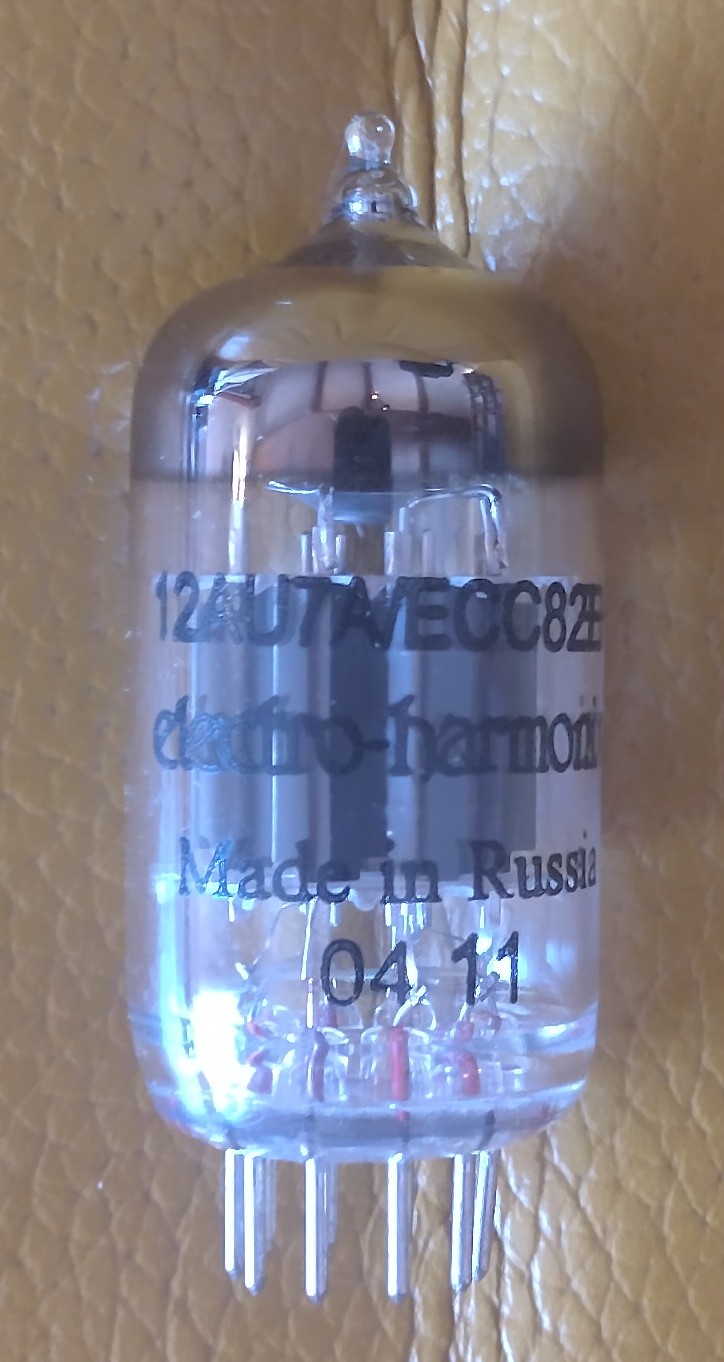 12AU7A/ECC82E
electro-harmoni
Made in Russia
04 11